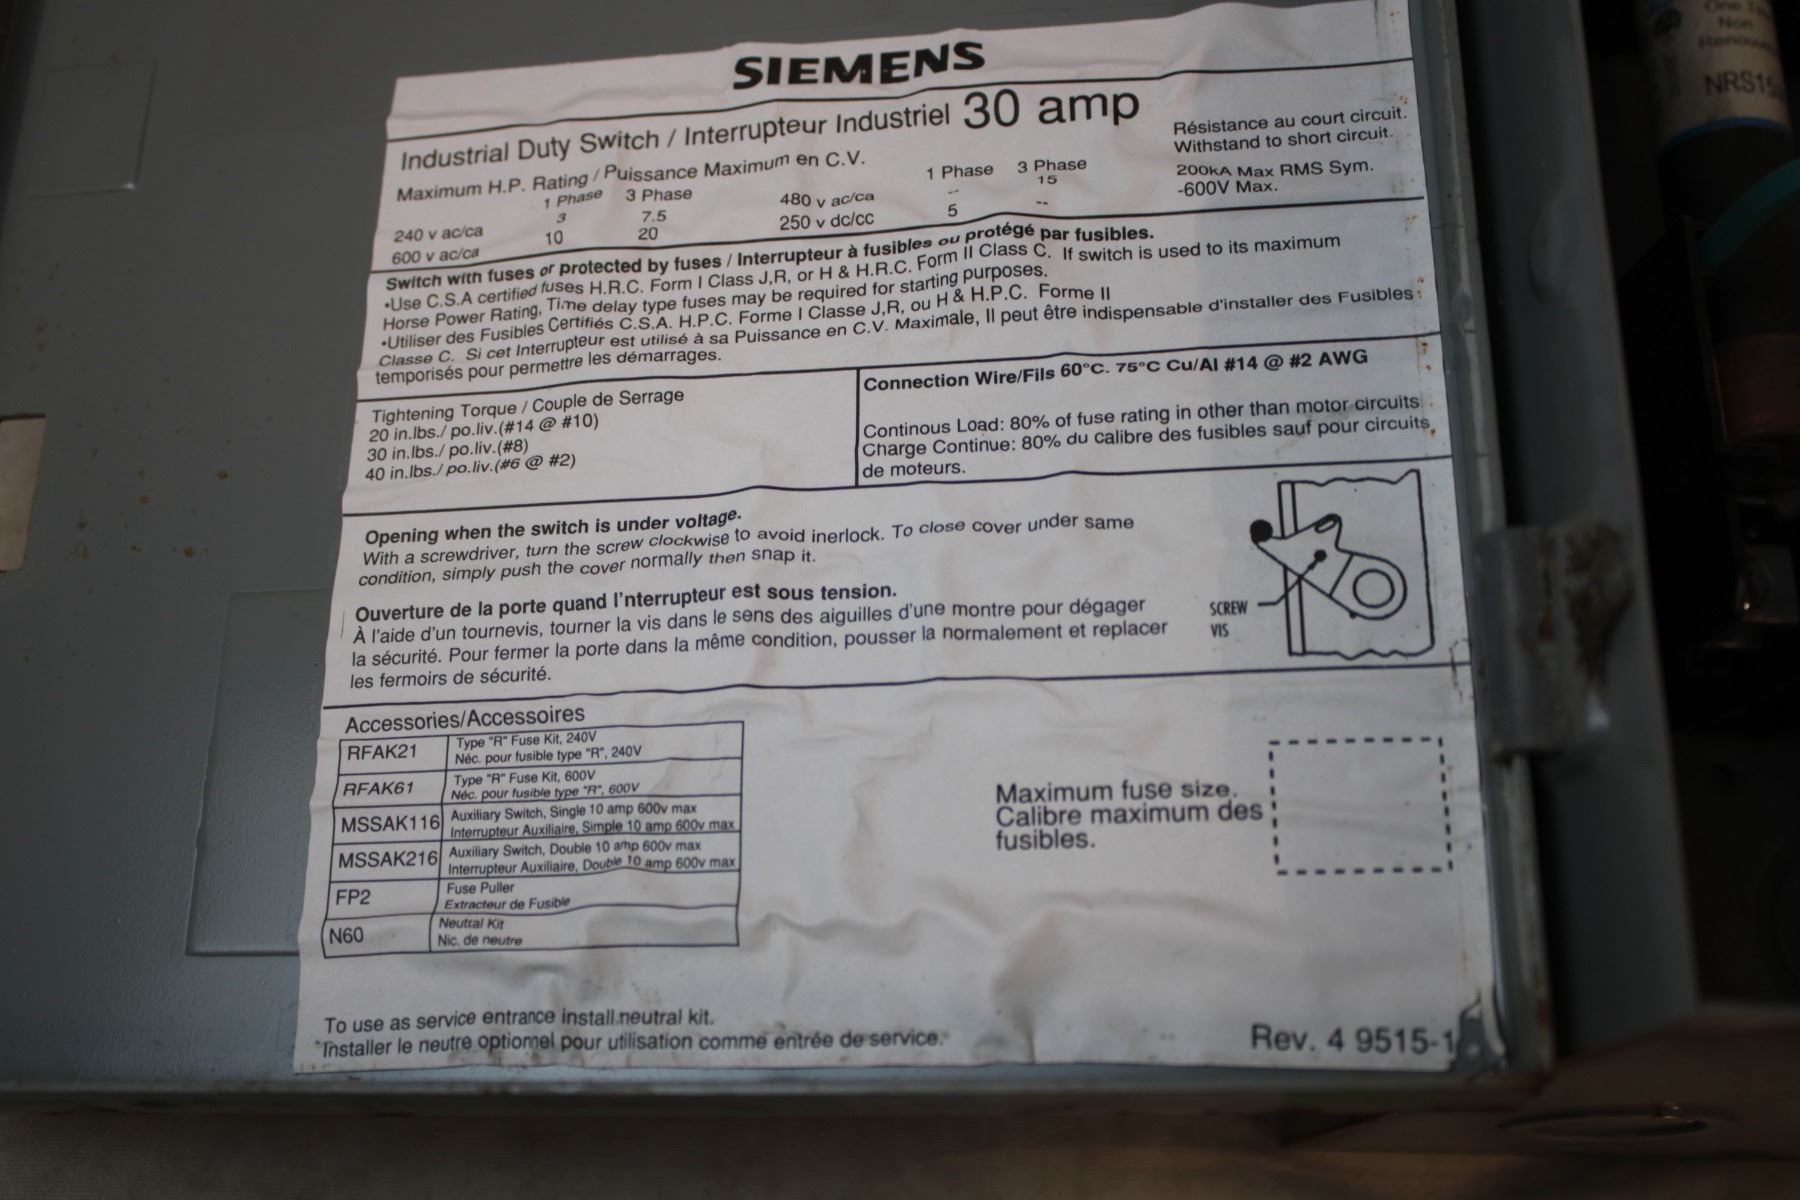 SIEMENS
Industrial Duty Switch / Interrupteur Industriel 30 amp
Maximum H.P. Rating / Puissance Maximum en C.V.
1 Phase 3 Phase
240 v ac/ca 3 7.5
600 v ac/ca 10 20
1 Phase 3 Phase
480 v ac/ca -- 15
250 v dc/cc 5 --
Résistance au court circuit.
Withstand to short circuit.
200kA Max RMS Sym.
-600V Max.
Switch with fuses or protected by fuses / Interrupteur à fusibles ou protégé par fusibles.
•Use C.S.A certified fuses H.R.C. Form I Class J,R, or H & H.R.C. Form II Class C. If switch is used to its maximum
Horse Power Rating, Time delay type fuses may be required for starting purposes.
•Utiliser des Fusibles Certifiés C.S.A. H.P.C. Forme I Classe J,R, ou H & H.P.C. Forme II
Classe C. Si cet Interrupteur est utilisé à sa Puissance en C.V. Maximale, Il peut être indispensable d'installer des Fusibles
temporisés pour permettre les démarrages.
Tightening Torque / Couple de Serrage
20 in.lbs./ po.liv.(#14 @ #10)
30 in.lbs./ po.liv.(#8)
40 in.lbs./ po.liv.(#6 @ #2)
Connection Wire/Fils 60°C. 75°C Cu/Al #14 @ #2 AWG
Continous Load: 80% of fuse rating in other than motor circuits
Charge Continue: 80% du calibre des fusibles sauf pour circuits
de moteurs.
Opening when the switch is under voltage.
With a screwdriver, turn the screw clockwise to avoid inerlock. To close cover under same
condition, simply push the cover normally then snap it.
Ouverture de la porte quand l'nterrupteur est sous tension.
À l'aide d'un tournevis, tourner la vis dans le sens des aiguilles d'une montre pour dégager
la sécurité. Pour fermer la porte dans la même condition, pousser la normalement et replacer
les fermoirs de sécurité.
SCREW
VIS
Accessories/Accessoires
RFAK21 Type "R" Fuse Kit, 240V
Néc. pour fusible type "R", 240V
RFAK61 Type "R" Fuse Kit, 600V
Néc. pour fusible type "R", 600V
MSSAK116 Auxiliary Switch, Single 10 amp 600v max
Interrupteur Auxiliaire, Simple 10 amp 600v max
MSSAK216 Auxiliary Switch, Double 10 amp 600v max
Interrupteur Auxiliaire, Double 10 amp 600v max
FP2 Fuse Puller
Extracteur de Fusible
N60 Neutral Kit
Nic. de neutre
Maximum fuse size.
Calibre maximum des
fusibles.
To use as service entrance install neutral kit.
Installer le neutre optionnel pour utilisation comme entrée de service.
Rev. 4 9515-1
One
Non
NRS15